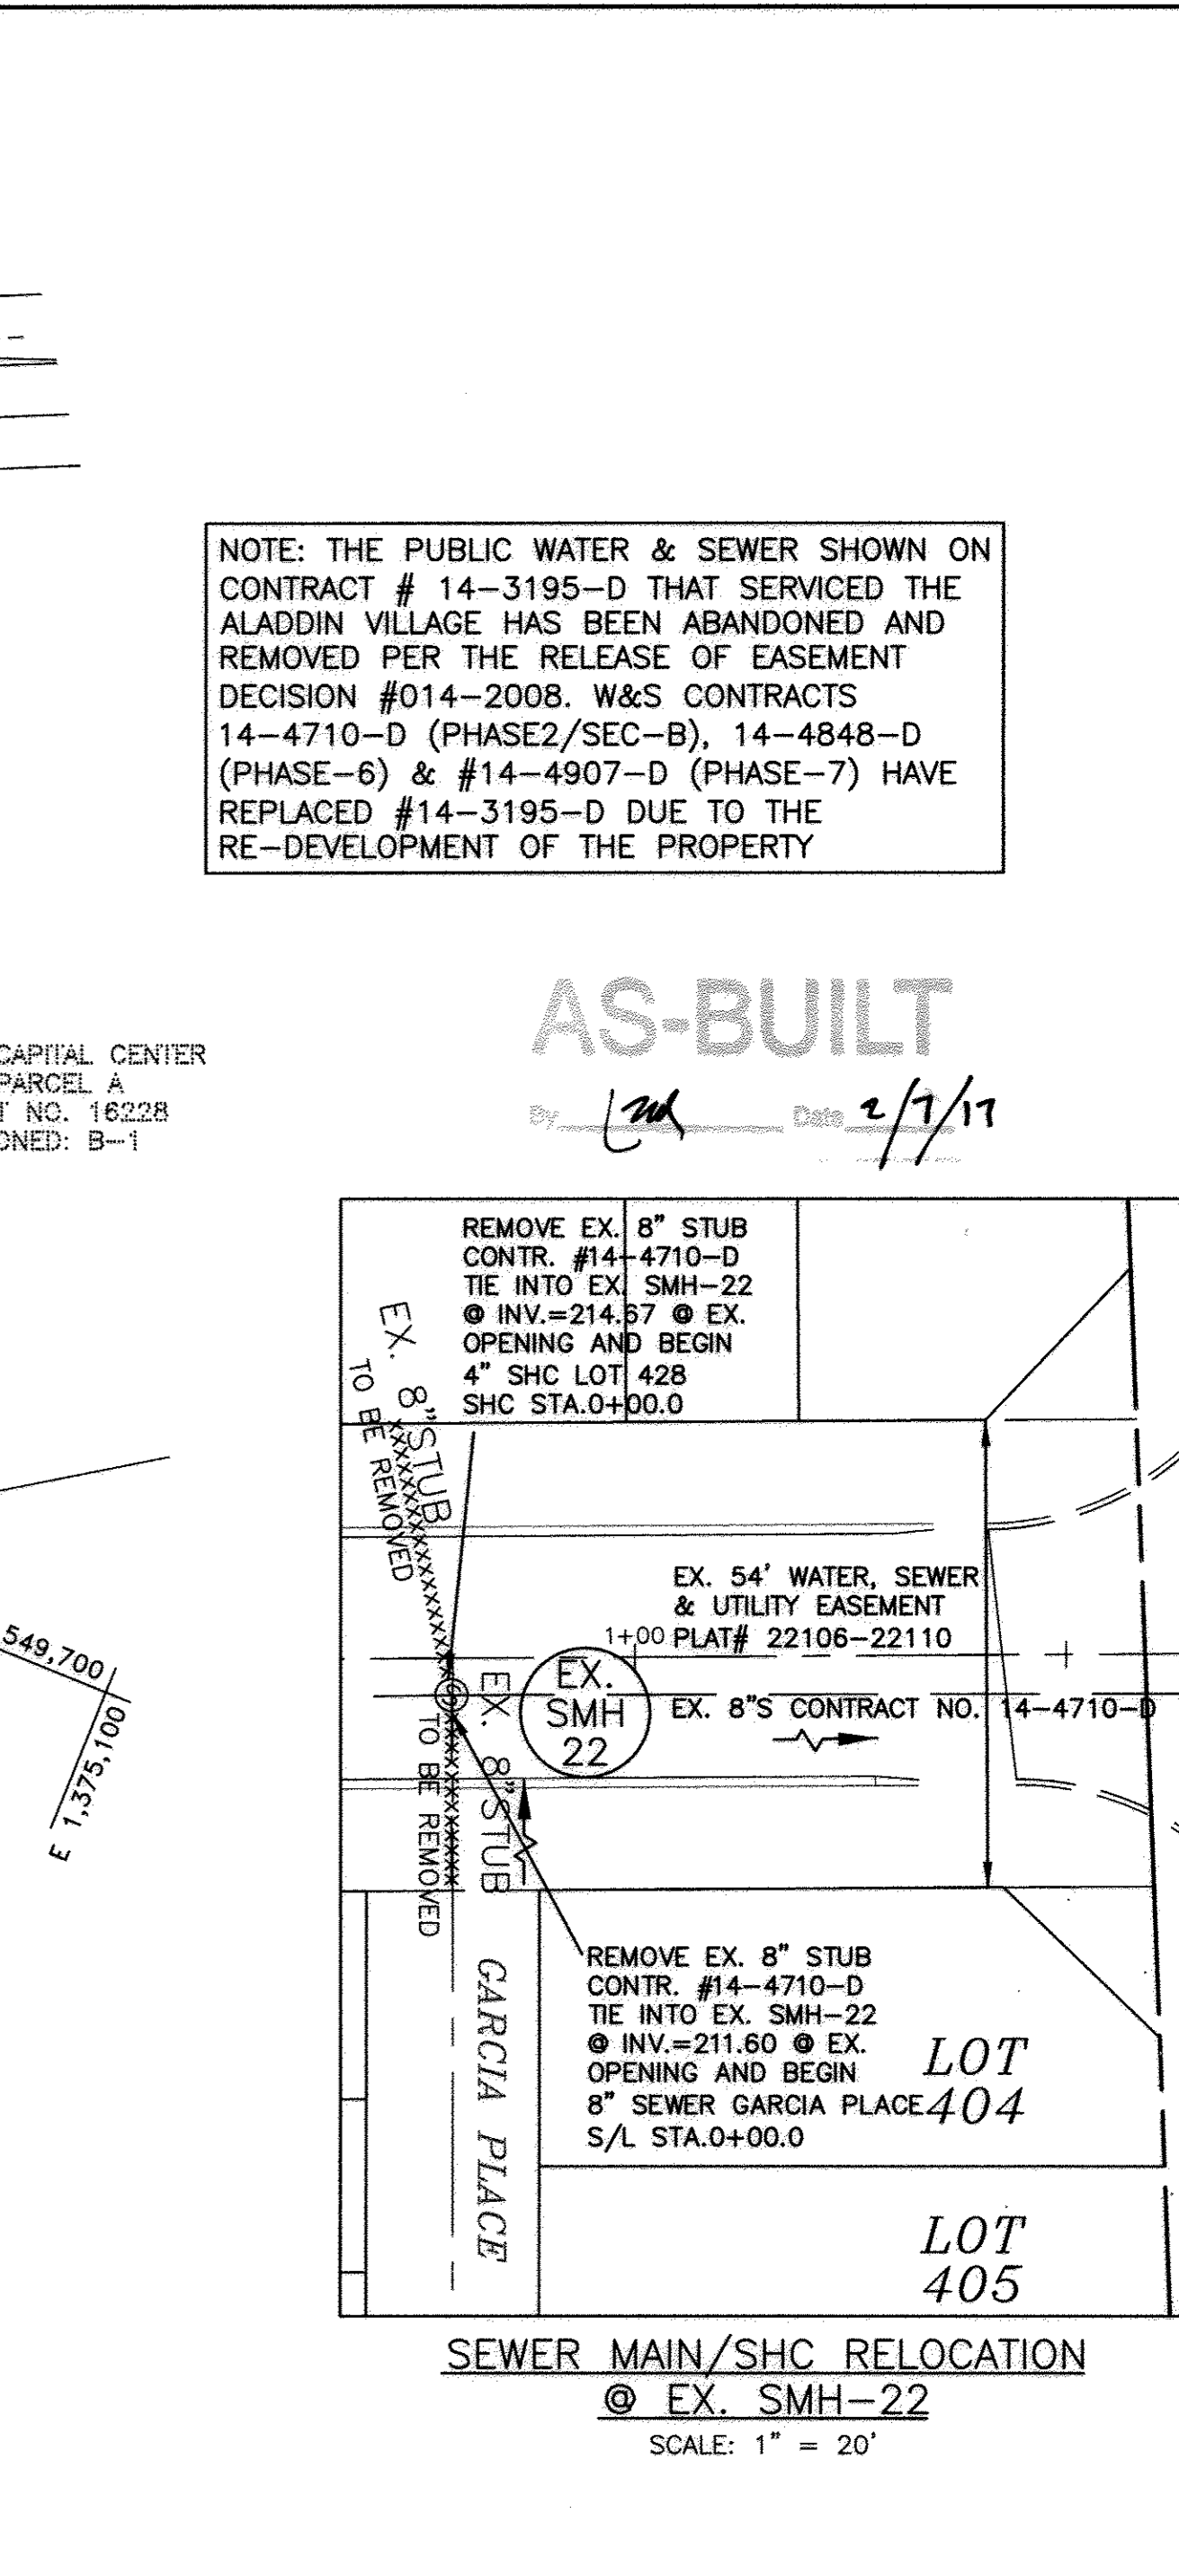 NOTE: THE PUBLIC WATER & SEWER SHOWN ON
CONTRACT # 14-3195-D THAT SERVICED THE
ALADDIN VILLAGE HAS BEEN ABANDONED AND
REMOVED PER THE RELEASE OF EASEMENT
DECISION #014-2008. W&S CONTRACTS
14-4710-D (PHASE2/SEC-B), 14-4848-D
(PHASE-6) & #14-4907-D (PHASE-7) HAVE
REPLACED #14-3195-D DUE TO THE
RE-DEVELOPMENT OF THE PROPERTY
AS-BUILT
By Date 2/7/17
CAPITAL CENTER
PARCEL A
T NO. 16228
ONED: B-1
REMOVE EX. 8" STUB
CONTR. #14-4710-D
TIE INTO EX. SMH-22
@ INV.=214.67 @ EX.
OPENING AND BEGIN
4" SHC LOT 428
SHC STA.0+00.0
EX. 8"STUB
TO BE REMOVED
EX. 54' WATER, SEWER
& UTILITY EASEMENT
PLAT# 22106-22110
1+00
EX.
SMH
22
EX. 8"S CONTRACT NO. 14-4710-D
EX. 8"STUB
TO BE REMOVED
549,700
E 1,375,100
REMOVE EX. 8" STUB
CONTR. #14-4710-D
TIE INTO EX. SMH-22
@ INV.=211.60 @ EX.
OPENING AND BEGIN
8" SEWER GARCIA PLACE
S/L STA.0+00.0
GARCIA PLACE
LOT
404
LOT
405
SEWER MAIN/SHC RELOCATION
@ EX. SMH-22
SCALE: 1" = 20'